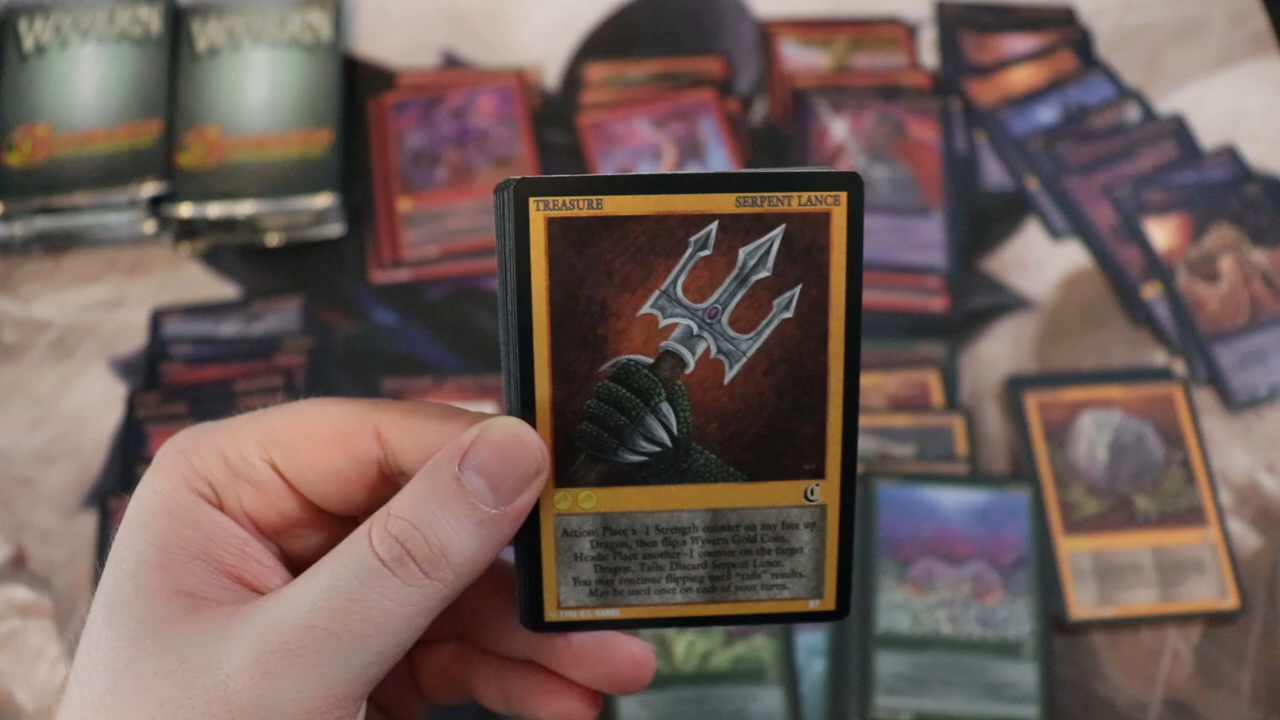 WYVERN
WYVERN
TREASURE
SERPENT LANCE
C
Action: Place a -1 Strength counter on any face up
Dragon, then flip a Wyvern Gold Coin.
Heads: Place another -1 counter on the target
Dragon. Tails: Discard Serpent Lance.
You may continue flipping until "tails" results.
May be used once on each of your turns.